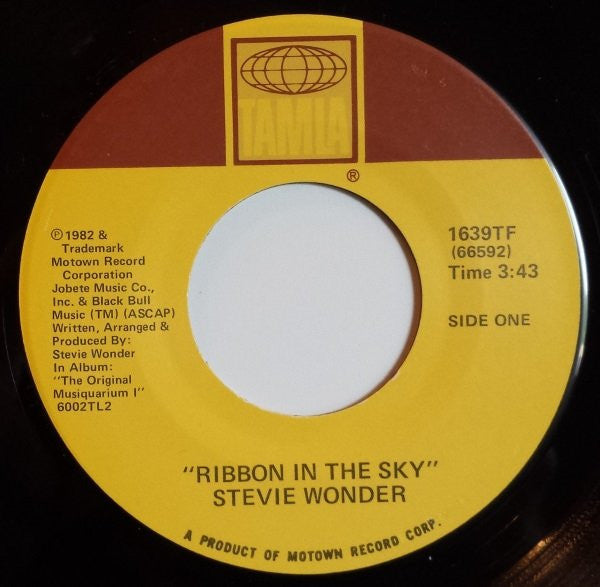 TAMLA
®
℗1982 &
Trademark
Motown Record
Corporation
Jobete Music Co.,
Inc. & Black Bull
Music (TM) (ASCAP)
Written, Arranged &
Produced By:
Stevie Wonder
In Album:
"The Original
Musiquarium I"
6002TL2
1639TF
(66592)
Time 3:43
SIDE ONE
"RIBBON IN THE SKY"
STEVIE WONDER
A PRODUCT OF MOTOWN RECORD CORP.